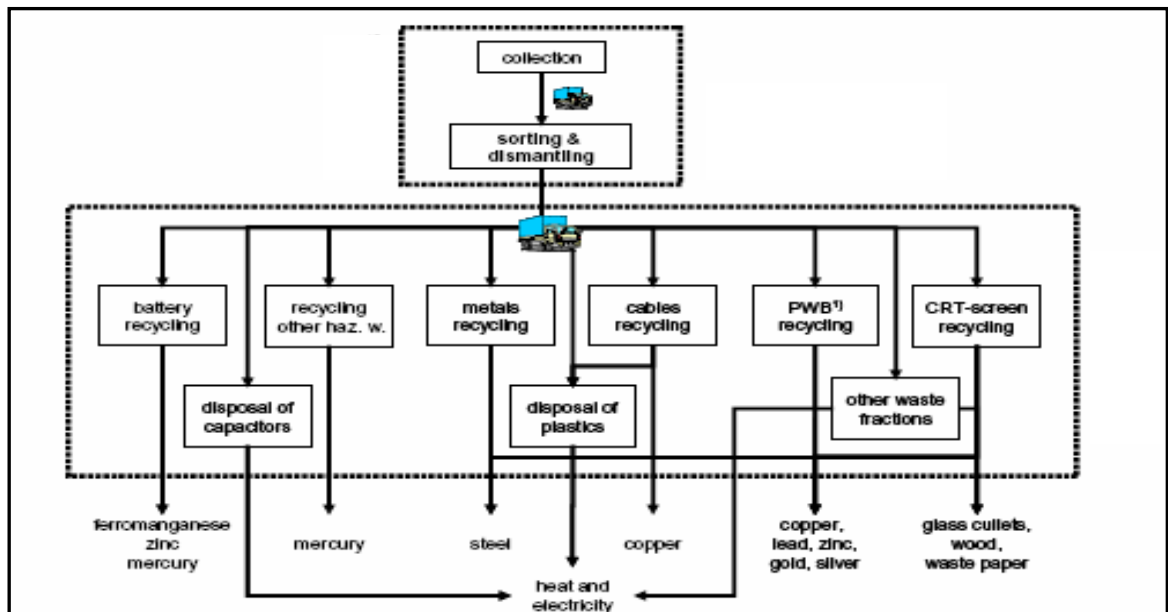 collection
sorting &
dismantling
battery
recycling
recycling
other haz. w.
metals
recycling
cables
recycling
PWB¹⁾
recycling
CRT-screen
recycling
disposal of
capacitors
disposal of
plastics
other waste
fractions
ferromanganese
zinc
mercury
mercury
steel
copper
copper,
lead, zinc,
gold, silver
glass cullets,
wood,
waste paper
heat and
electricity